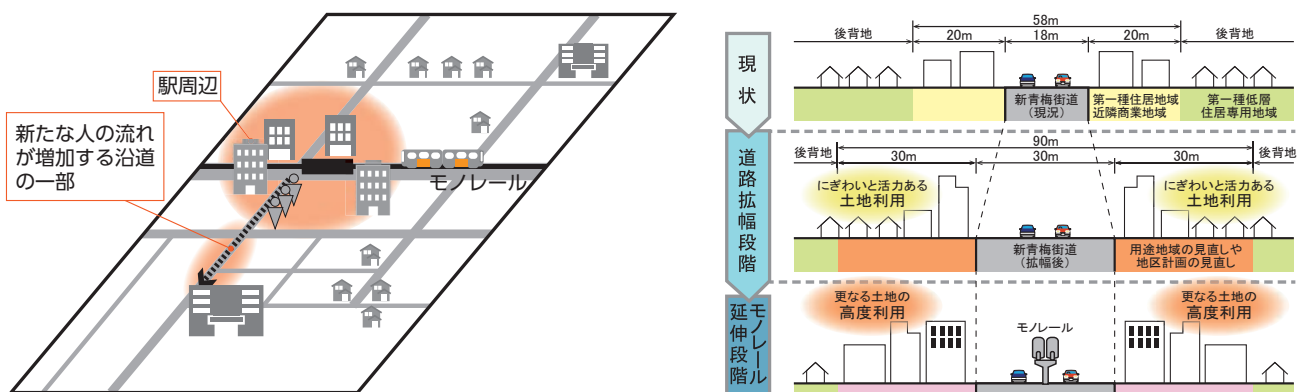 駅周辺
新たな人の流れ
が増加する沿道
の一部
モノレール
現状
58m
後背地
20m
18m
20m
後背地
新青梅街道
（現況）
第一種住居地域
近隣商業地域
第一種低層
住居専用地域
道路拡幅段階
90m
後背地
30m
30m
30m
後背地
にぎわいと活力ある
土地利用
にぎわいと活力ある
土地利用
新青梅街道
（拡幅後）
用途地域の見直しや
地区計画の見直し
モノレール
延伸段階
更なる土地の
高度利用
モノレール
更なる土地の
高度利用